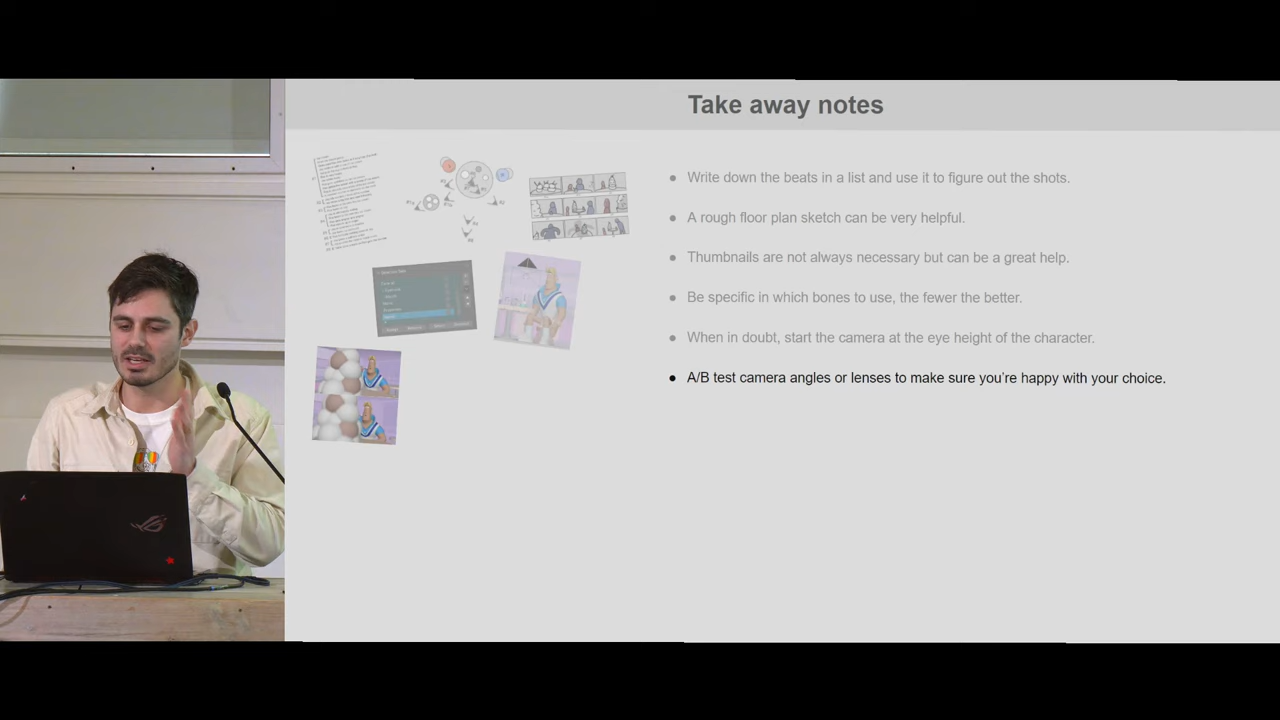 Take away notes
Write down the beats in a list and use it to figure out the shots.
A rough floor plan sketch can be very helpful.
Thumbnails are not always necessary but can be a great help.
Be specific in which bones to use, the fewer the better.
When in doubt, start the camera at the eye height of the character.
A/B test camera angles or lenses to make sure you're happy with your choice.